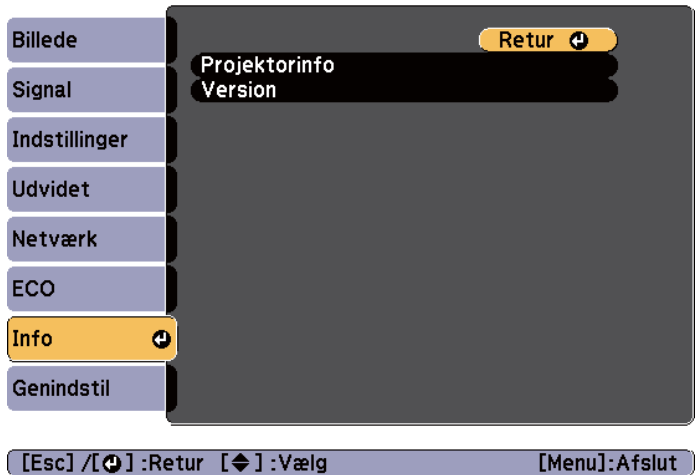 Billede
Signal
Indstillinger
Udvidet
Netværk
ECO
Info
Genindstil
Retur
Projektorinfo
Version
[Esc] /[⏎] :Retur [◆] :Vælg [Menu]:Afslut